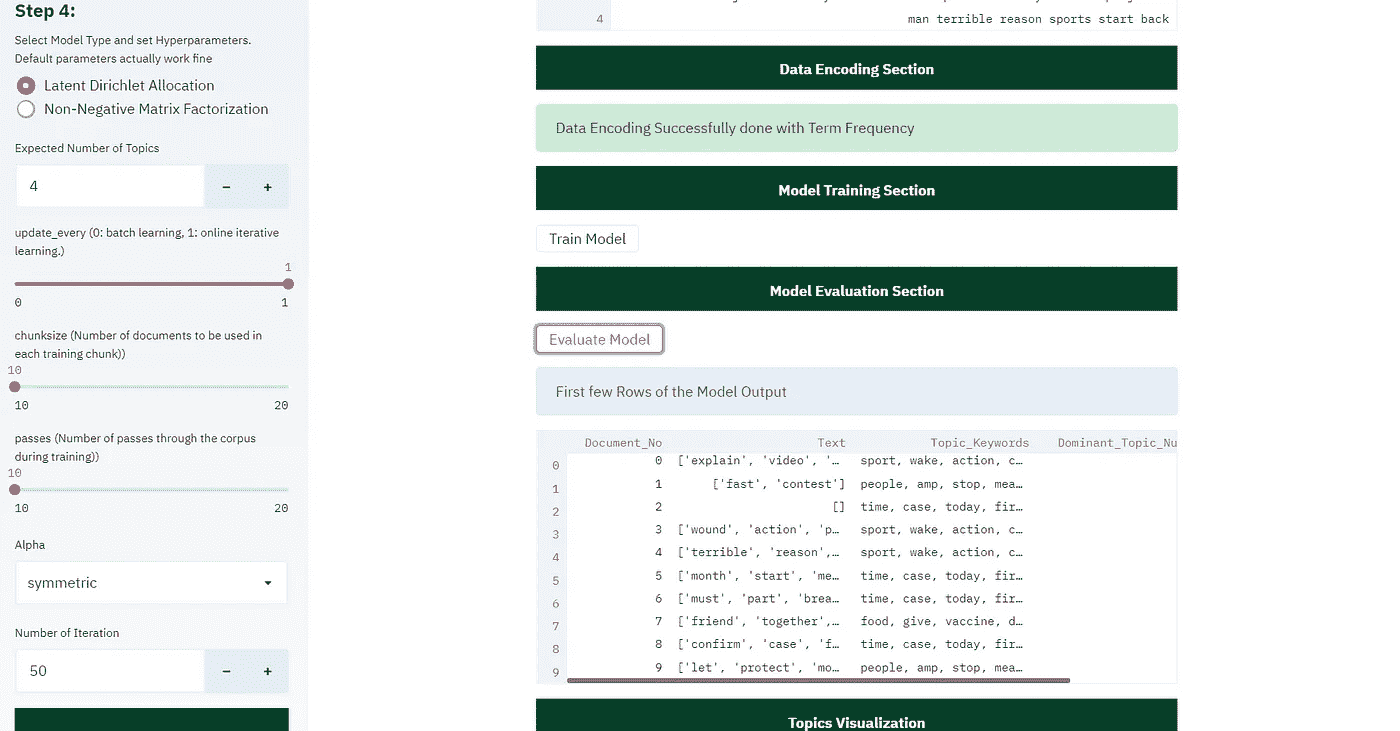 Step 4:
Select Model Type and set Hyperparameters.
Default parameters actually work fine
Latent Dirichlet Allocation
Non-Negative Matrix Factorization
Expected Number of Topics
4 – +
update_every (0: batch learning, 1: online iterative
learning.)
1
0 1
chunksize (Number of documents to be used in
each training chunk))
10
10 20
passes (Number of passes through the corpus
during training))
10
10 20
Alpha
symmetric
Number of Iteration
50 – +
4 man terrible reason sports start back
Data Encoding Section
Data Encoding Successfully done with Term Frequency
Model Training Section
Train Model
Model Evaluation Section
Evaluate Model
First few Rows of the Model Output
Document_No Text Topic_Keywords Dominant_Topic_Nu
0 0 ['explain', 'video', '… sport, wake, action, c…
1 1 ['fast', 'contest'] people, amp, stop, mea…
2 2 [] time, case, today, fir…
3 3 ['wound', 'action', 'p… sport, wake, action, c…
4 4 ['terrible', 'reason',… sport, wake, action, c…
5 5 ['month', 'start', 'me… time, case, today, fir…
6 6 ['must', 'part', 'brea… time, case, today, fir…
7 7 ['friend', 'together',… food, give, vaccine, d…
8 8 ['confirm', 'case', 'f… time, case, today, fir…
9 9 ['let', 'protect', 'mo… people, amp, stop, mea…
Topics Visualization